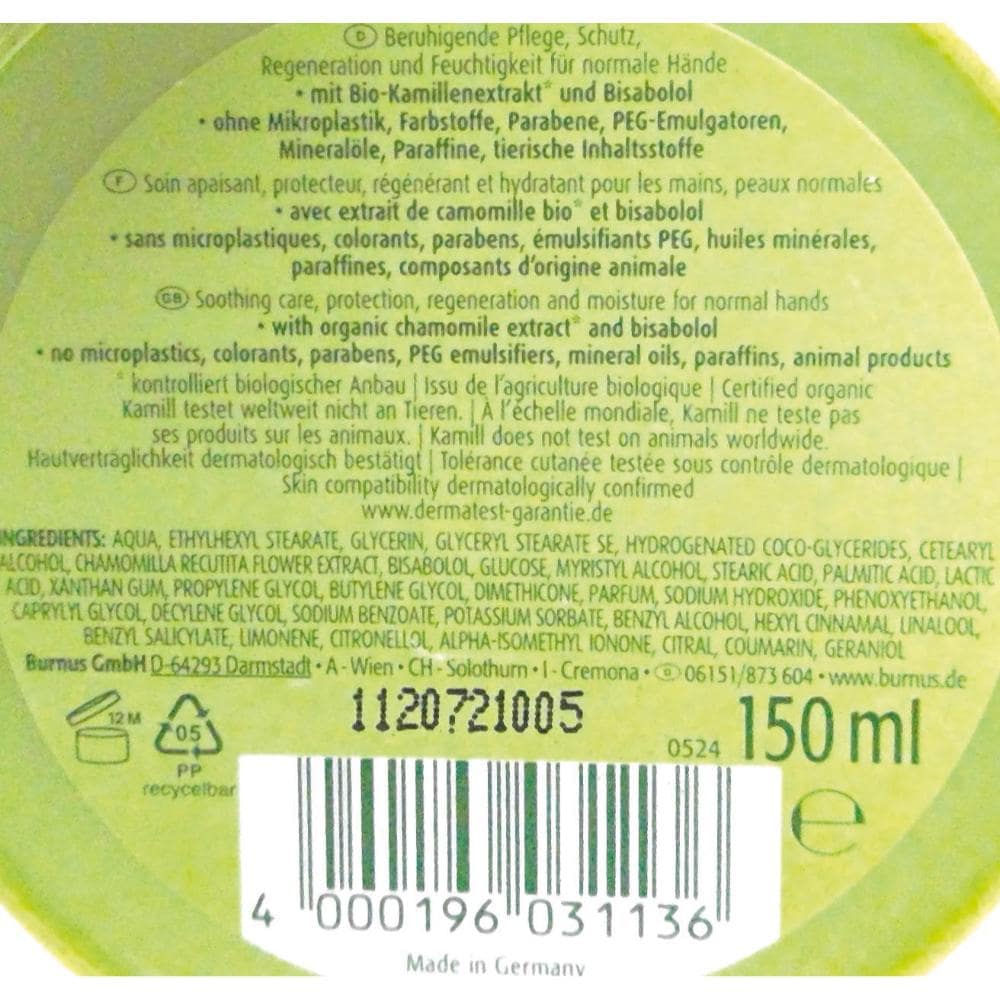 D Beruhigende Pflege, Schutz,
Regeneration und Feuchtigkeit für normale Hände
• mit Bio-Kamillenextrakt* und Bisabolol
• ohne Mikroplastik, Farbstoffe, Parabene, PEG-Emulgatoren,
Mineralöle, Paraffine, tierische Inhaltsstoffe
F Soin apaisant, protecteur, régénérant et hydratant pour les mains, peaux normales
• avec extrait de camomille bio* et bisabolol
• sans microplastiques, colorants, parabens, émulsifiants PEG, huiles minérales,
paraffines, composants d'origine animale
GB Soothing care, protection, regeneration and moisture for normal hands
• with organic chamomile extract* and bisabolol
• no microplastics, colorants, parabens, PEG emulsifiers, mineral oils, paraffins, animal products
* kontrolliert biologischer Anbau | Issu de l'agriculture biologique | Certified organic
Kamill testet weltweit nicht an Tieren. | À l'échelle mondiale, Kamill ne teste pas
ses produits sur les animaux. | Kamill does not test on animals worldwide.
Hautverträglichkeit dermatologisch bestätigt | Tolérance cutanée testée sous contrôle dermatologique |
Skin compatibility dermatologically confirmed
www.dermatest-garantie.de
INGREDIENTS: AQUA, ETHYLHEXYL STEARATE, GLYCERIN, GLYCERYL STEARATE SE, HYDROGENATED COCO-GLYCERIDES, CETEARYL
ALCOHOL, CHAMOMILLA RECUTITA FLOWER EXTRACT, BISABOLOL, GLUCOSE, MYRISTYL ALCOHOL, STEARIC ACID, PALMITIC ACID, LACTIC
ACID, XANTHAN GUM, PROPYLENE GLYCOL, BUTYLENE GLYCOL, DIMETHICONE, PARFUM, SODIUM HYDROXIDE, PHENOXYETHANOL,
CAPRYLYL GLYCOL, DECYLENE GLYCOL, SODIUM BENZOATE, POTASSIUM SORBATE, BENZYL ALCOHOL, HEXYL CINNAMAL, LINALOOL,
BENZYL SALICYLATE, LIMONENE, CITRONELLOL, ALPHA-ISOMETHYL IONONE, CITRAL, COUMARIN, GERANIOL
Burnus GmbH D-64293 Darmstadt • A - Wien • CH - Solothurn • I - Cremona • D 06151/873 604 • www.burnus.de
12 M
05
PP
recycelbar
1120721005
0524
150 ml
e
4 000196 031136
Made in Germany